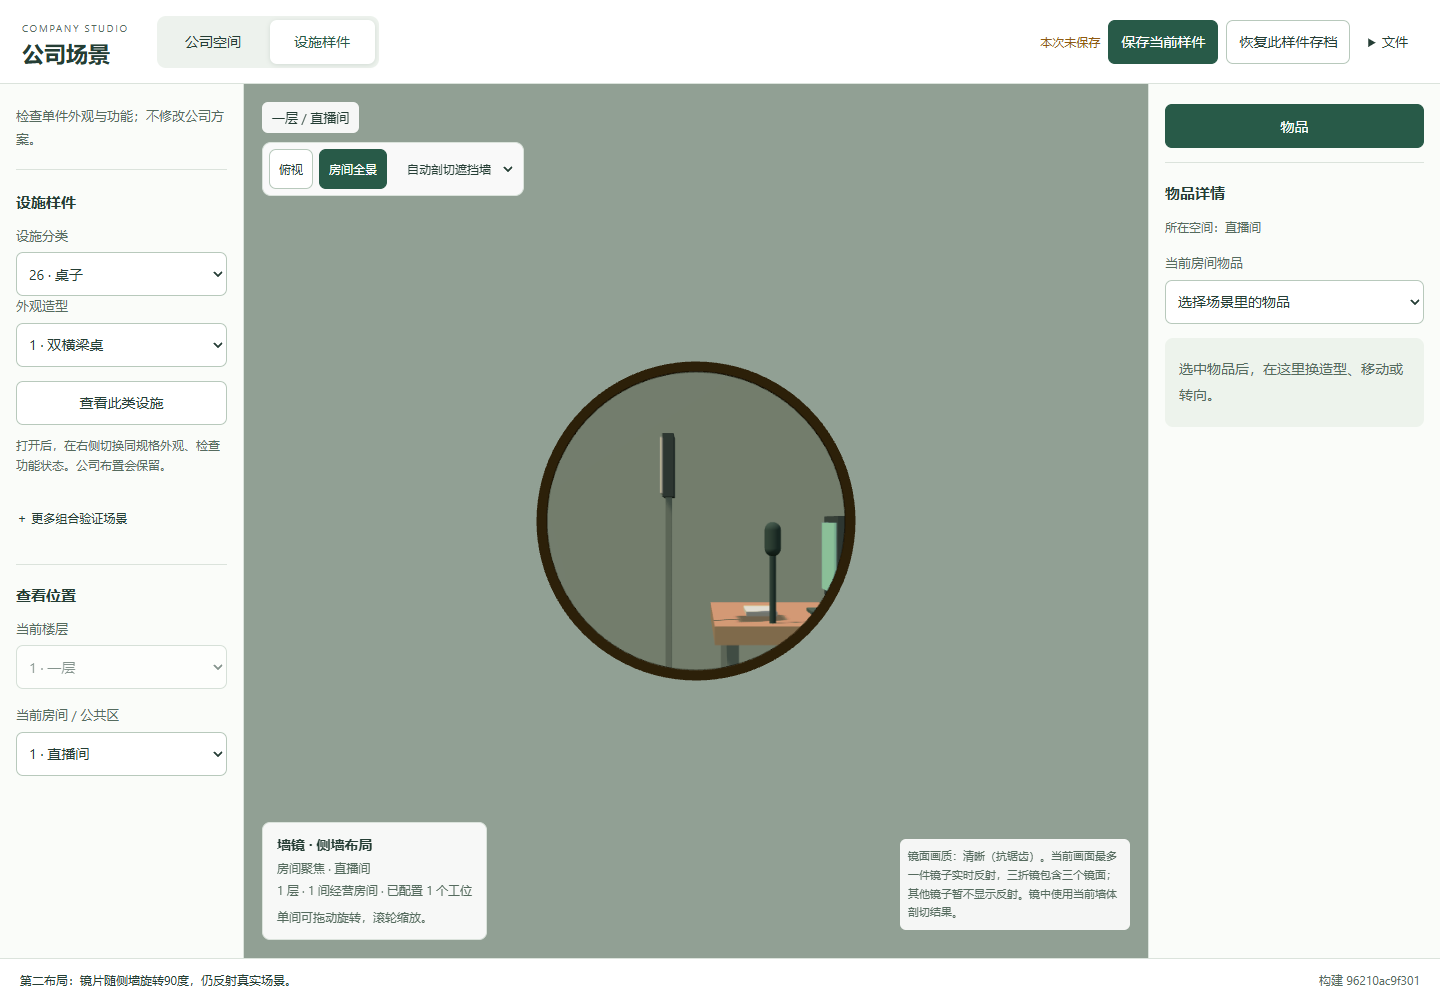 COMPANY STUDIO
公司场景
公司空间
设施样件
本次未保存
保存当前样件
恢复此样件存档
▶ 文件
检查单件外观与功能；不修改公司方
案。
设施样件
设施分类
26 · 桌子
外观造型
1 · 双横梁桌
查看此类设施
打开后，在右侧切换同规格外观、检查
功能状态。公司布置会保留。
+ 更多组合验证场景
查看位置
当前楼层
1 · 一层
当前房间 / 公共区
1 · 直播间
一层 / 直播间
俯视
房间全景
自动剖切遮挡墙
墙镜 · 侧墙布局
房间聚焦 · 直播间
1 层 · 1 间经营房间 · 已配置 1 个工位
单间可拖动旋转，滚轮缩放。
镜面画质：清晰（抗锯齿）。当前画面最多
一件镜子实时反射，三折镜包含三个镜面；
其他镜子暂不显示反射。镜中使用当前墙体
剖切结果。
物品
物品详情
所在空间：直播间
当前房间物品
选择场景里的物品
选中物品后，在这里换造型、移动或
转向。
第二布局：镜片随侧墙旋转90度，仍反射真实场景。
构建 96210ac9f301